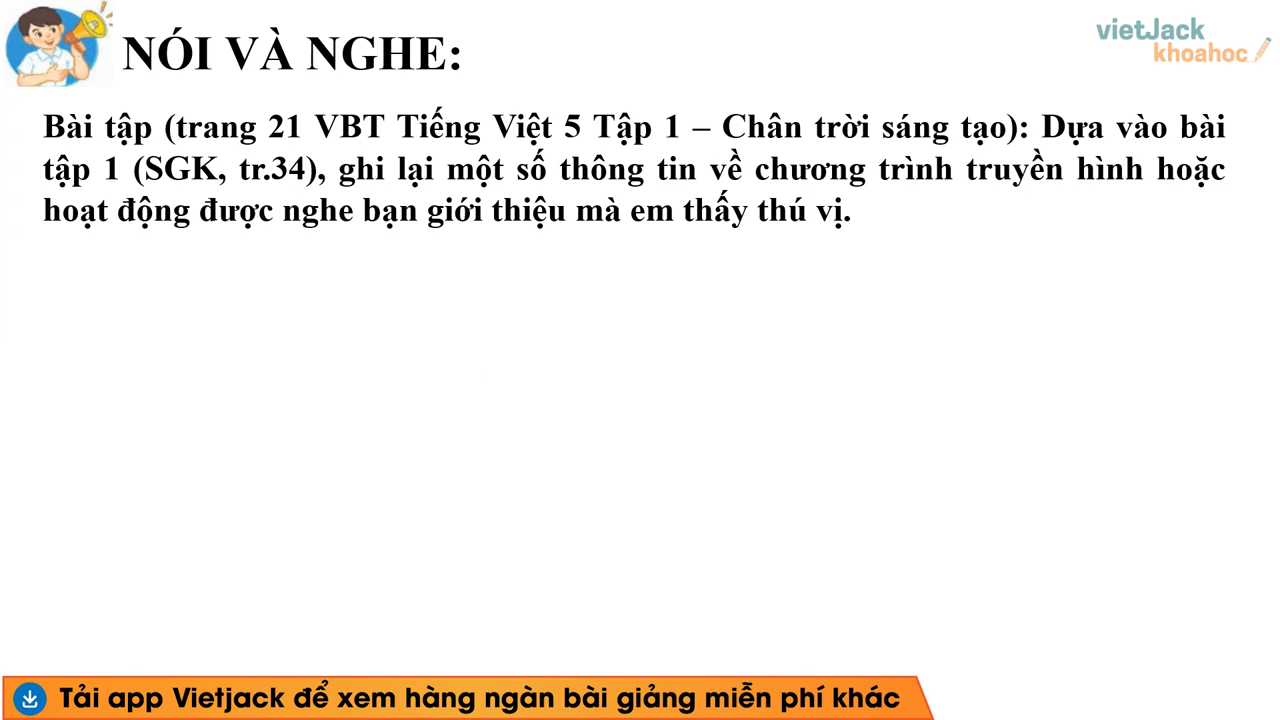 vietJack
khoahoc
NÓI VÀ NGHE:
Bài tập (trang 21 VBT Tiếng Việt 5 Tập 1 – Chân trời sáng tạo): Dựa vào bài
tập 1 (SGK, tr.34), ghi lại một số thông tin về chương trình truyền hình hoặc
hoạt động được nghe bạn giới thiệu mà em thấy thú vị.
Tải app Vietjack để xem hàng ngàn bài giảng miễn phí khác